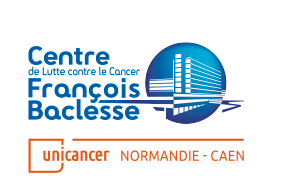 Centre
de Lutte contre le Cancer
François
Baclesse
unicancer NORMANDIE - CAEN